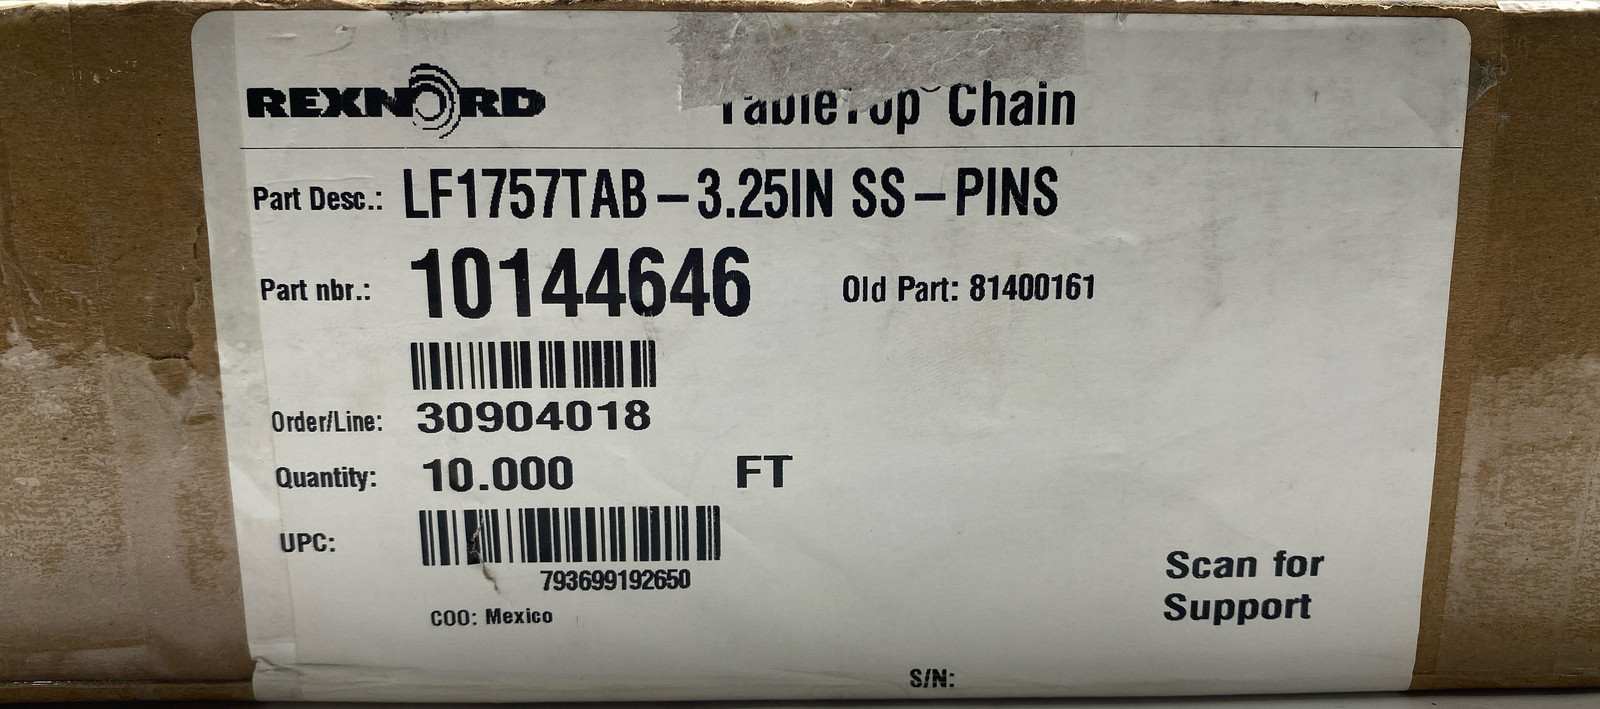 REXNORD TableTop Chain
Part Desc.: LF1757TAB-3.25IN SS-PINS
Part nbr.: 10144646 Old Part: 81400161
Order/Line: 30904018
Quantity: 10.000 FT
UPC:
793699192650
COO: Mexico
Scan for
Support
S/N: